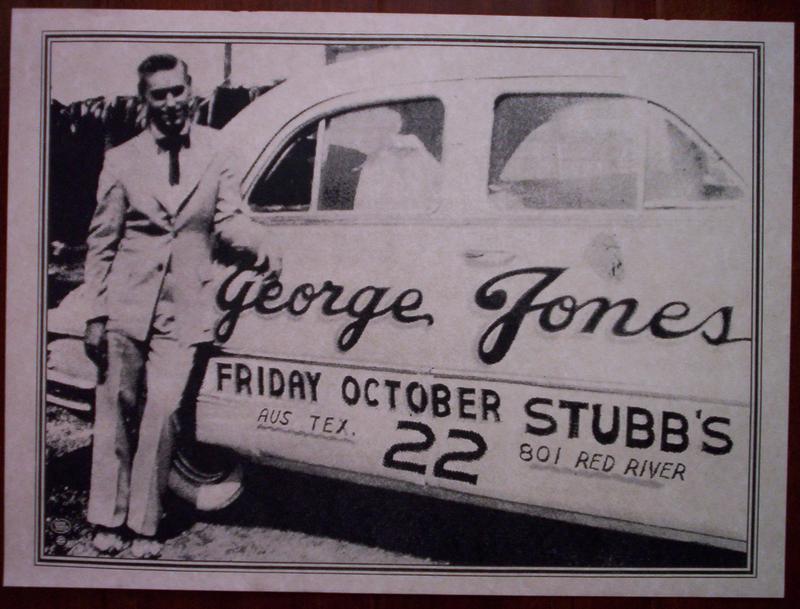 George Jones
FRIDAY OCTOBER
AUS TEX.
22
STUBB'S
801 RED RIVER